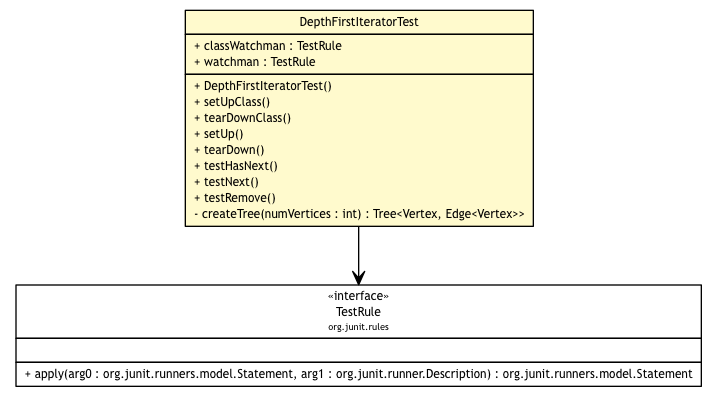 DepthFirstIteratorTest
+ classWatchman : TestRule
+ watchman : TestRule
+ DepthFirstIteratorTest()
+ setUpClass()
+ tearDownClass()
+ setUp()
+ tearDown()
+ testHasNext()
+ testNext()
+ testRemove()
- createTree(numVertices : int) : Tree<Vertex, Edge<Vertex>>
«interface»
TestRule
org.junit.rules
+ apply(arg0 : org.junit.runners.model.Statement, arg1 : org.junit.runner.Description) : org.junit.runners.model.Statement